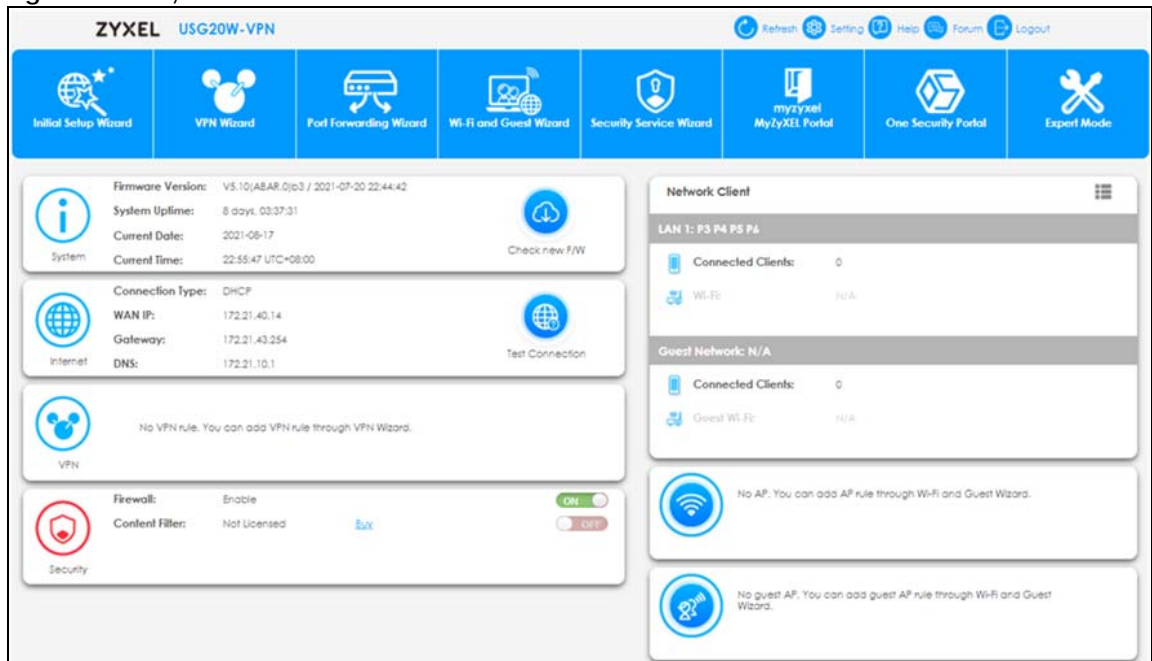 ZYXEL USG20W-VPN
Refresh Setting Help Forum Logout
Initial Setup Wizard
VPN Wizard
Port Forwarding Wizard
Wi-Fi and Guest Wizard
Security Service Wizard
myzyxel
MyZyXEL Portal
One Security Portal
Expert Mode
System
Firmware Version: V5.10(ABAR.0)b3 / 2021-07-20 22:44:42
System Uptime: 8 days, 03:37:31
Current Date: 2021-08-17
Current Time: 22:55:47 UTC+08:00
Check new F/W
Internet
Connection Type: DHCP
WAN IP: 172.21.40.14
Gateway: 172.21.43.254
DNS: 172.21.10.1
Test Connection
VPN
No VPN rule. You can add VPN rule through VPN Wizard.
Security
Firewall: Enable ON
Content Filler: Not Licensed Buy OFF
Network Client
LAN 1: P3 P4 P5 P6
Connected Clients: 0
Wi-Fi: N/A
Guest Network: N/A
Connected Clients: 0
Guest Wi-Fi: N/A
No AP. You can add AP rule through Wi-Fi and Guest Wizard.
No guest AP. You can add guest AP rule through Wi-Fi and Guest
Wizard.